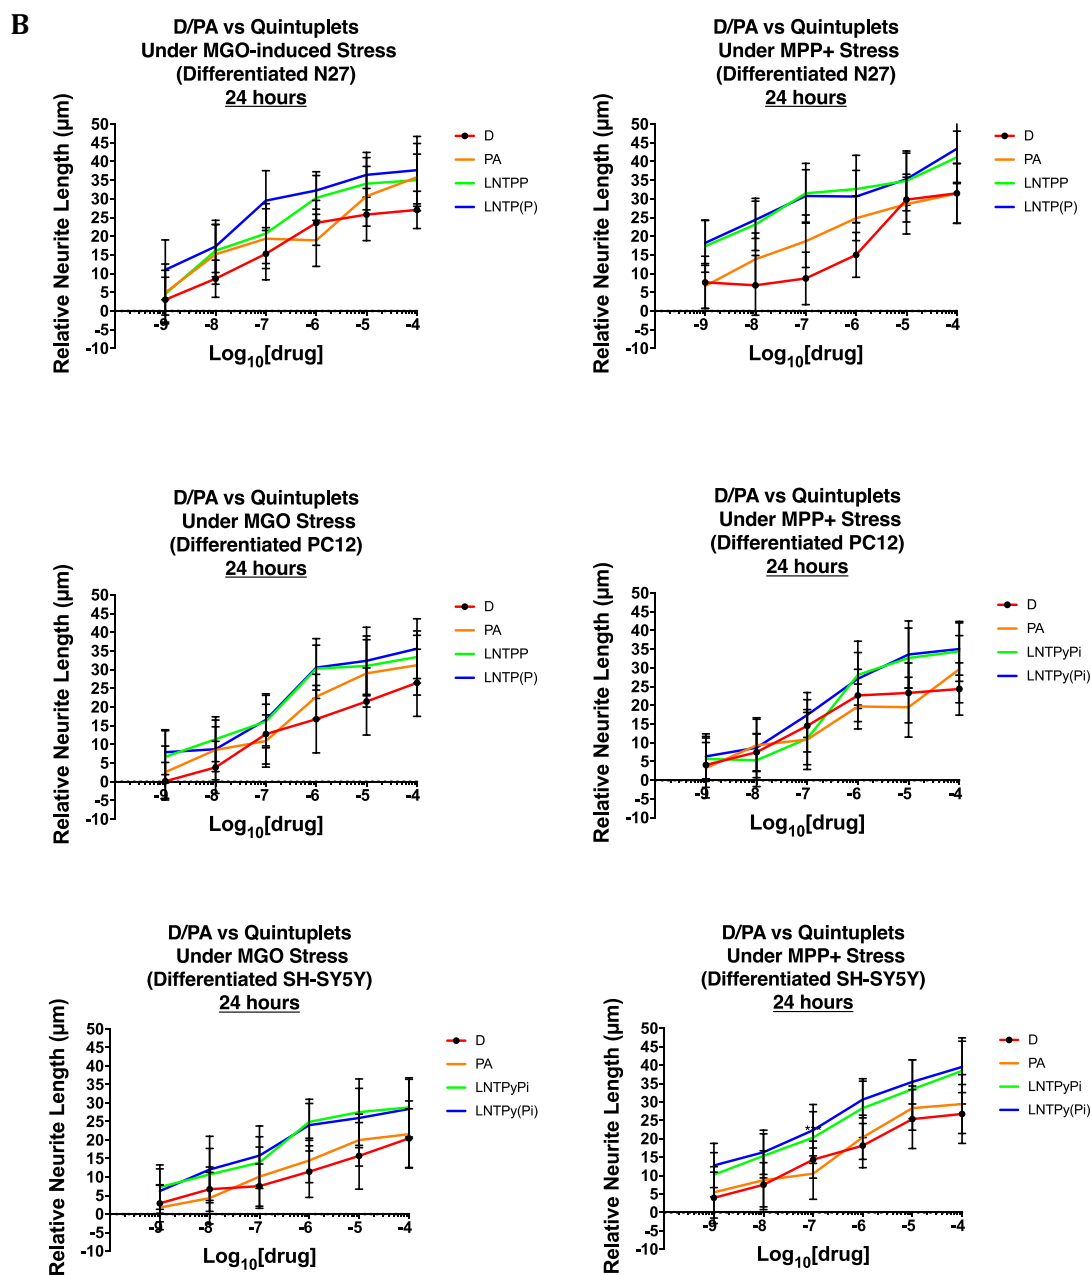 B
D/PA vs Quintuplets
Under MGO-induced Stress
(Differentiated N27)
24 hours
Relative Neurite Length (µm)
50
45
40
35
30
25
20
15
10
5
0
-5
-10
-9 -8 -7 -6 -5 -4
Log10[drug]
D
PA
LNTPP
LNTP(P)
D/PA vs Quintuplets
Under MPP+ Stress
(Differentiated N27)
24 hours
Relative Neurite Length (µm)
50
45
40
35
30
25
20
15
10
5
0
-5
-10
-9 -8 -7 -6 -5 -4
Log10[drug]
D
PA
LNTPP
LNTP(P)
D/PA vs Quintuplets
Under MGO Stress
(Differentiated PC12)
24 hours
Relative Neurite Length (µm)
50
45
40
35
30
25
20
15
10
5
0
-5
-10
-9 -8 -7 -6 -5 -4
Log10[drug]
D
PA
LNTPP
LNTP(P)
D/PA vs Quintuplets
Under MPP+ Stress
(Differentiated PC12)
24 hours
Relative Neurite Length (µm)
50
45
40
35
30
25
20
15
10
5
0
-5
-10
-9 -8 -7 -6 -5 -4
Log10[drug]
D
PA
LNTPyPi
LNTPy(Pi)
D/PA vs Quintuplets
Under MGO Stress
(Differentiated SH-SY5Y)
24 hours
Relative Neurite Length (µm)
50
45
40
35
30
25
20
15
10
5
0
-5
-10
-9 -8 -7 -6 -5 -4
Log10[drug]
D
PA
LNTPyPi
LNTPy(Pi)
D/PA vs Quintuplets
Under MPP+ Stress
(Differentiated SH-SY5Y)
24 hours
Relative Neurite Length (µm)
50
45
40
35
30
25
20
15
10
5
0
-5
-10
-9 -8 -7 -6 -5 -4
Log10[drug]
D
PA
LNTPyPi
LNTPy(Pi)